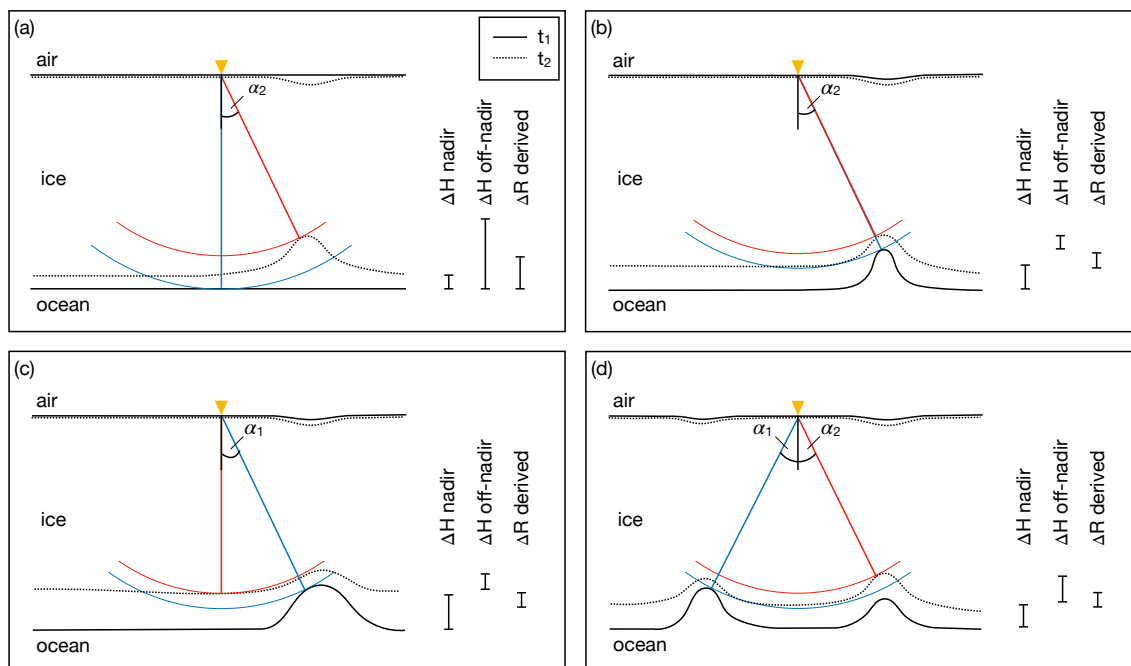 (a)
air
t₁
t₂
α₂
ice
ΔH nadir
ΔH off-nadir
ΔR derived
ocean
(b)
air
α₂
ice
ΔH nadir
ΔH off-nadir
ΔR derived
ocean
(c)
air
α₁
ice
ΔH nadir
ΔH off-nadir
ΔR derived
ocean
(d)
air
α₁ α₂
ice
ΔH nadir
ΔH off-nadir
ΔR derived
ocean